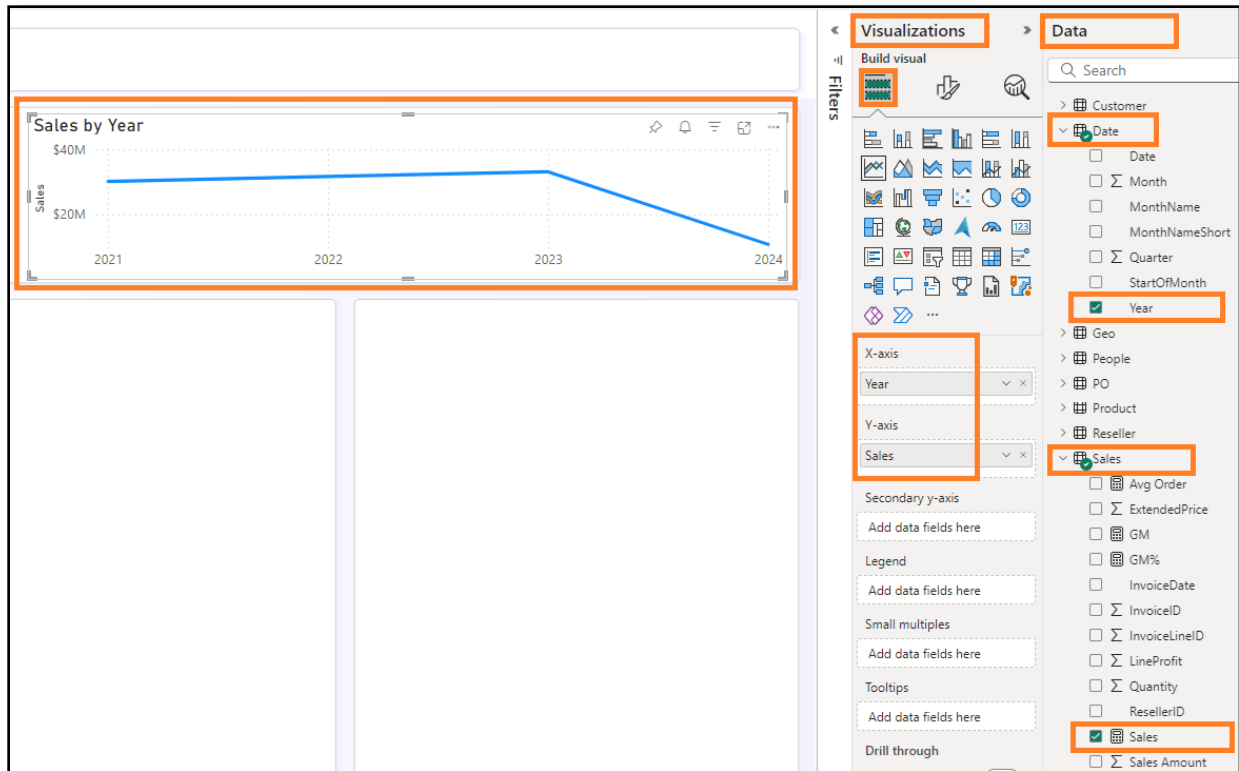 Sales by Year
$40M
Sales
$20M
2021
2022
2023
2024
Filters
Visualizations
Build visual
123
X-axis
Year
Y-axis
Sales
Secondary y-axis
Add data fields here
Legend
Add data fields here
Small multiples
Add data fields here
Tooltips
Add data fields here
Drill through
Data
Search
Customer
Date
Date
Month
MonthName
MonthNameShort
Quarter
StartOfMonth
Year
Geo
People
PO
Product
Reseller
Sales
Avg Order
ExtendedPrice
GM
GM%
InvoiceDate
InvoiceID
InvoiceLineID
LineProfit
Quantity
ResellerID
Sales
Sales Amount